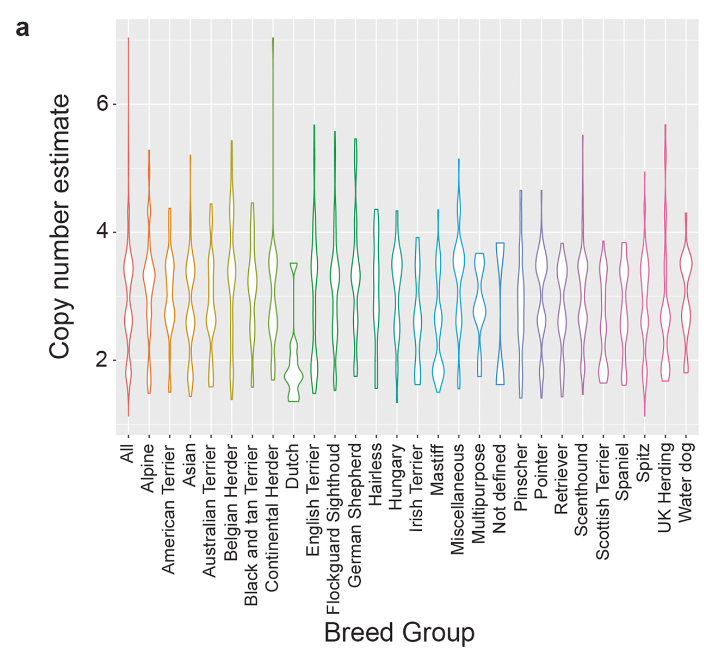 a
Copy number estimate
6
4
2
All
Alpine
American Terrier
Asian
Australian Terrier
Belgian Herder
Black and tan Terrier
Continental Herder
Dutch
English Terrier
Flockguard Sighthoud
German Shepherd
Hairless
Hungary
Irish Terrier
Mastiff
Miscellaneous
Multipurpose
Not defined
Pinscher
Pointer
Retriever
Scenthound
Scottish Terrier
Spaniel
Spitz
UK Herding
Water dog
Breed Group